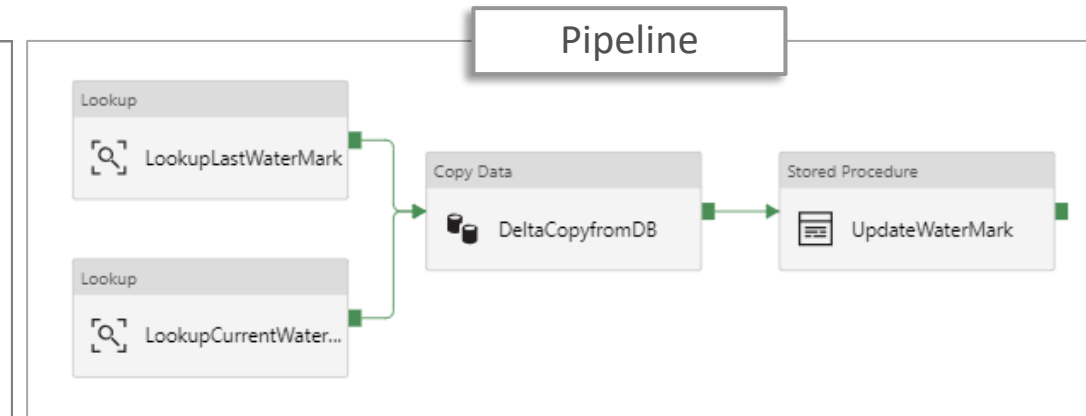 Pipeline
Lookup
LookupLastWaterMark
Lookup
LookupCurrentWater...
Copy Data
DeltaCopyfromDB
Stored Procedure
UpdateWaterMark